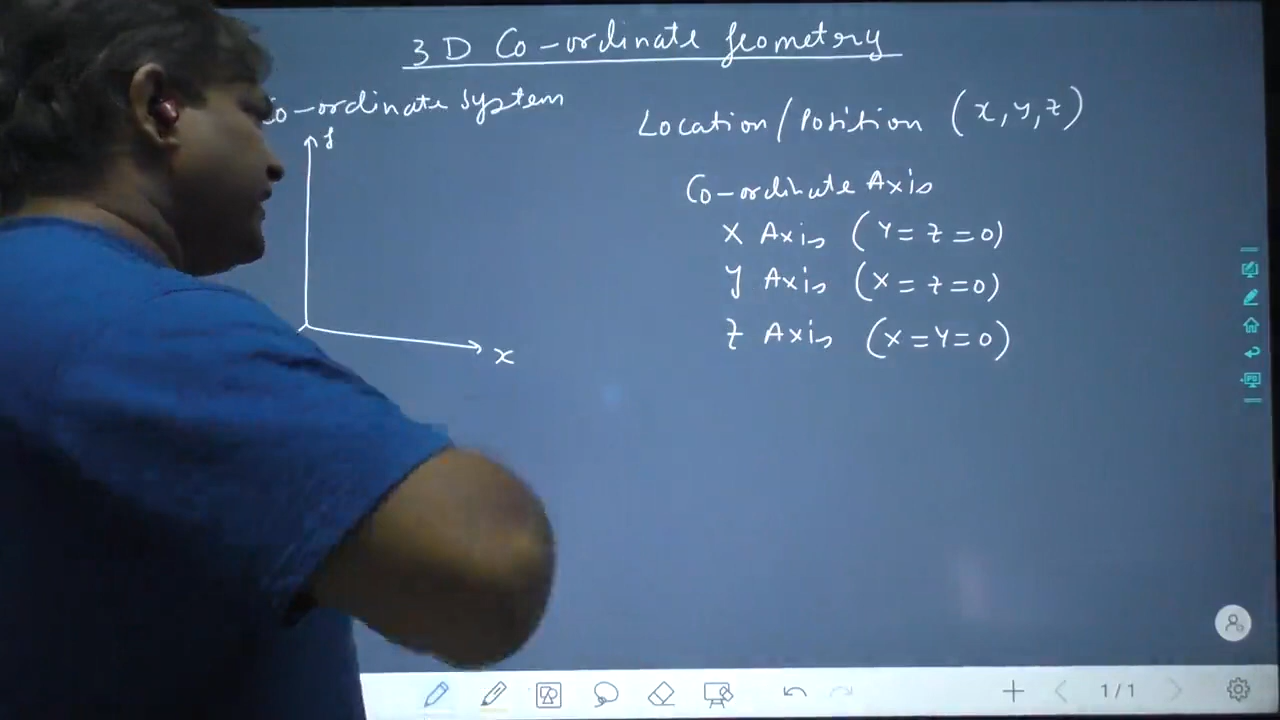 3D Co-ordinate Geometry
Co-ordinate System
Location/Position (x, y, z)
Co-ordinate Axis
X Axis (Y = Z = 0)
Y Axis (X = Z = 0)
Z Axis (X = Y = 0)
x
1/1